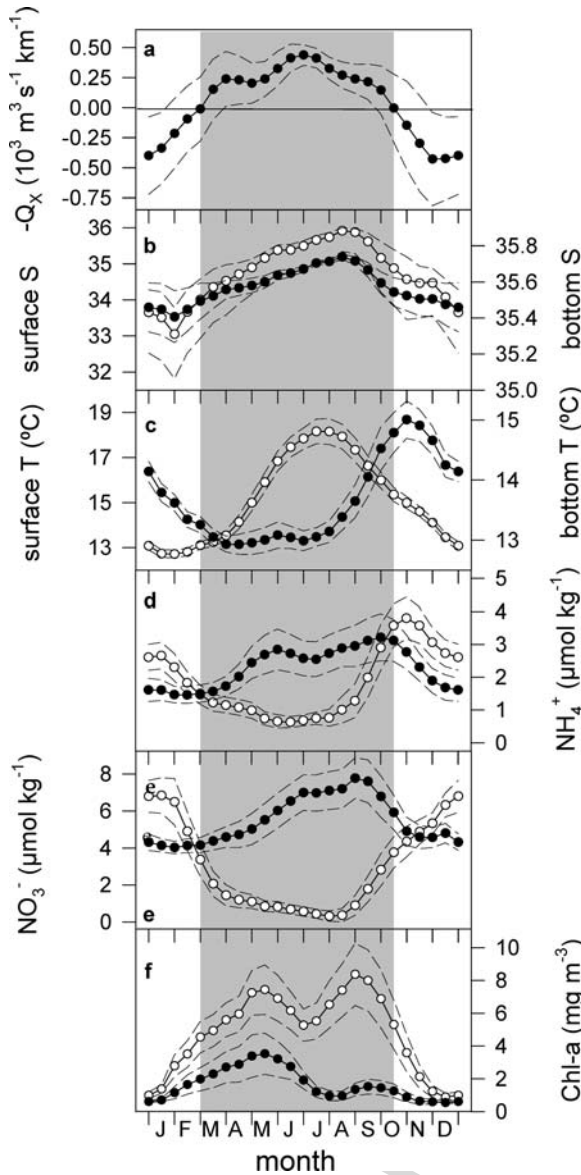 a
0.50
0.25
0.00
-0.25
-0.50
-0.75
-Qₓ (10³ m³ s⁻¹ km⁻¹)
b
36
35
34
33
32
surface S
35.8
35.6
35.4
35.2
35.0
bottom S
c
19
17
15
13
surface T (ºC)
15
14
13
bottom T (ºC)
d
5
4
3
2
1
0
NH₄⁺ (μmol kg⁻¹)
e
8
6
4
2
0
e
NO₃⁻ (μmol kg⁻¹)
f
10
8
6
4
2
0
Chl-a (mg m⁻³)
J F M A M J J A S O N D
month